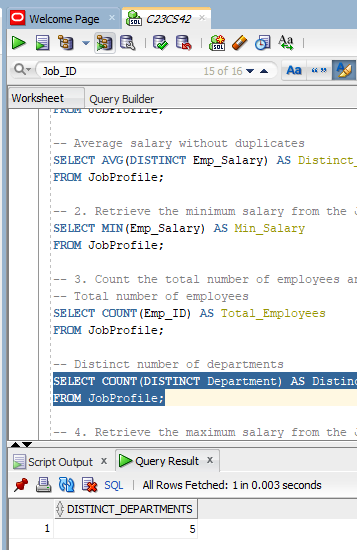 Welcome Page × C23CS42 ×
Job_ID 15 of 16 Aa “”
Worksheet Query Builder
FROM JobProfile;
-- Average salary without duplicates
SELECT AVG(DISTINCT Emp_Salary) AS Distinct_
FROM JobProfile;
-- 2. Retrieve the minimum salary from the J
SELECT MIN(Emp_Salary) AS Min_Salary
FROM JobProfile;
-- 3. Count the total number of employees an
-- Total number of employees
SELECT COUNT(Emp_ID) AS Total_Employees
FROM JobProfile;
-- Distinct number of departments
SELECT COUNT(DISTINCT Department) AS Distinc
FROM JobProfile;
-- 4. Retrieve the maximum salary from the J
Script Output × Query Result ×
SQL | All Rows Fetched: 1 in 0.003 seconds
DISTINCT_DEPARTMENTS
1 5